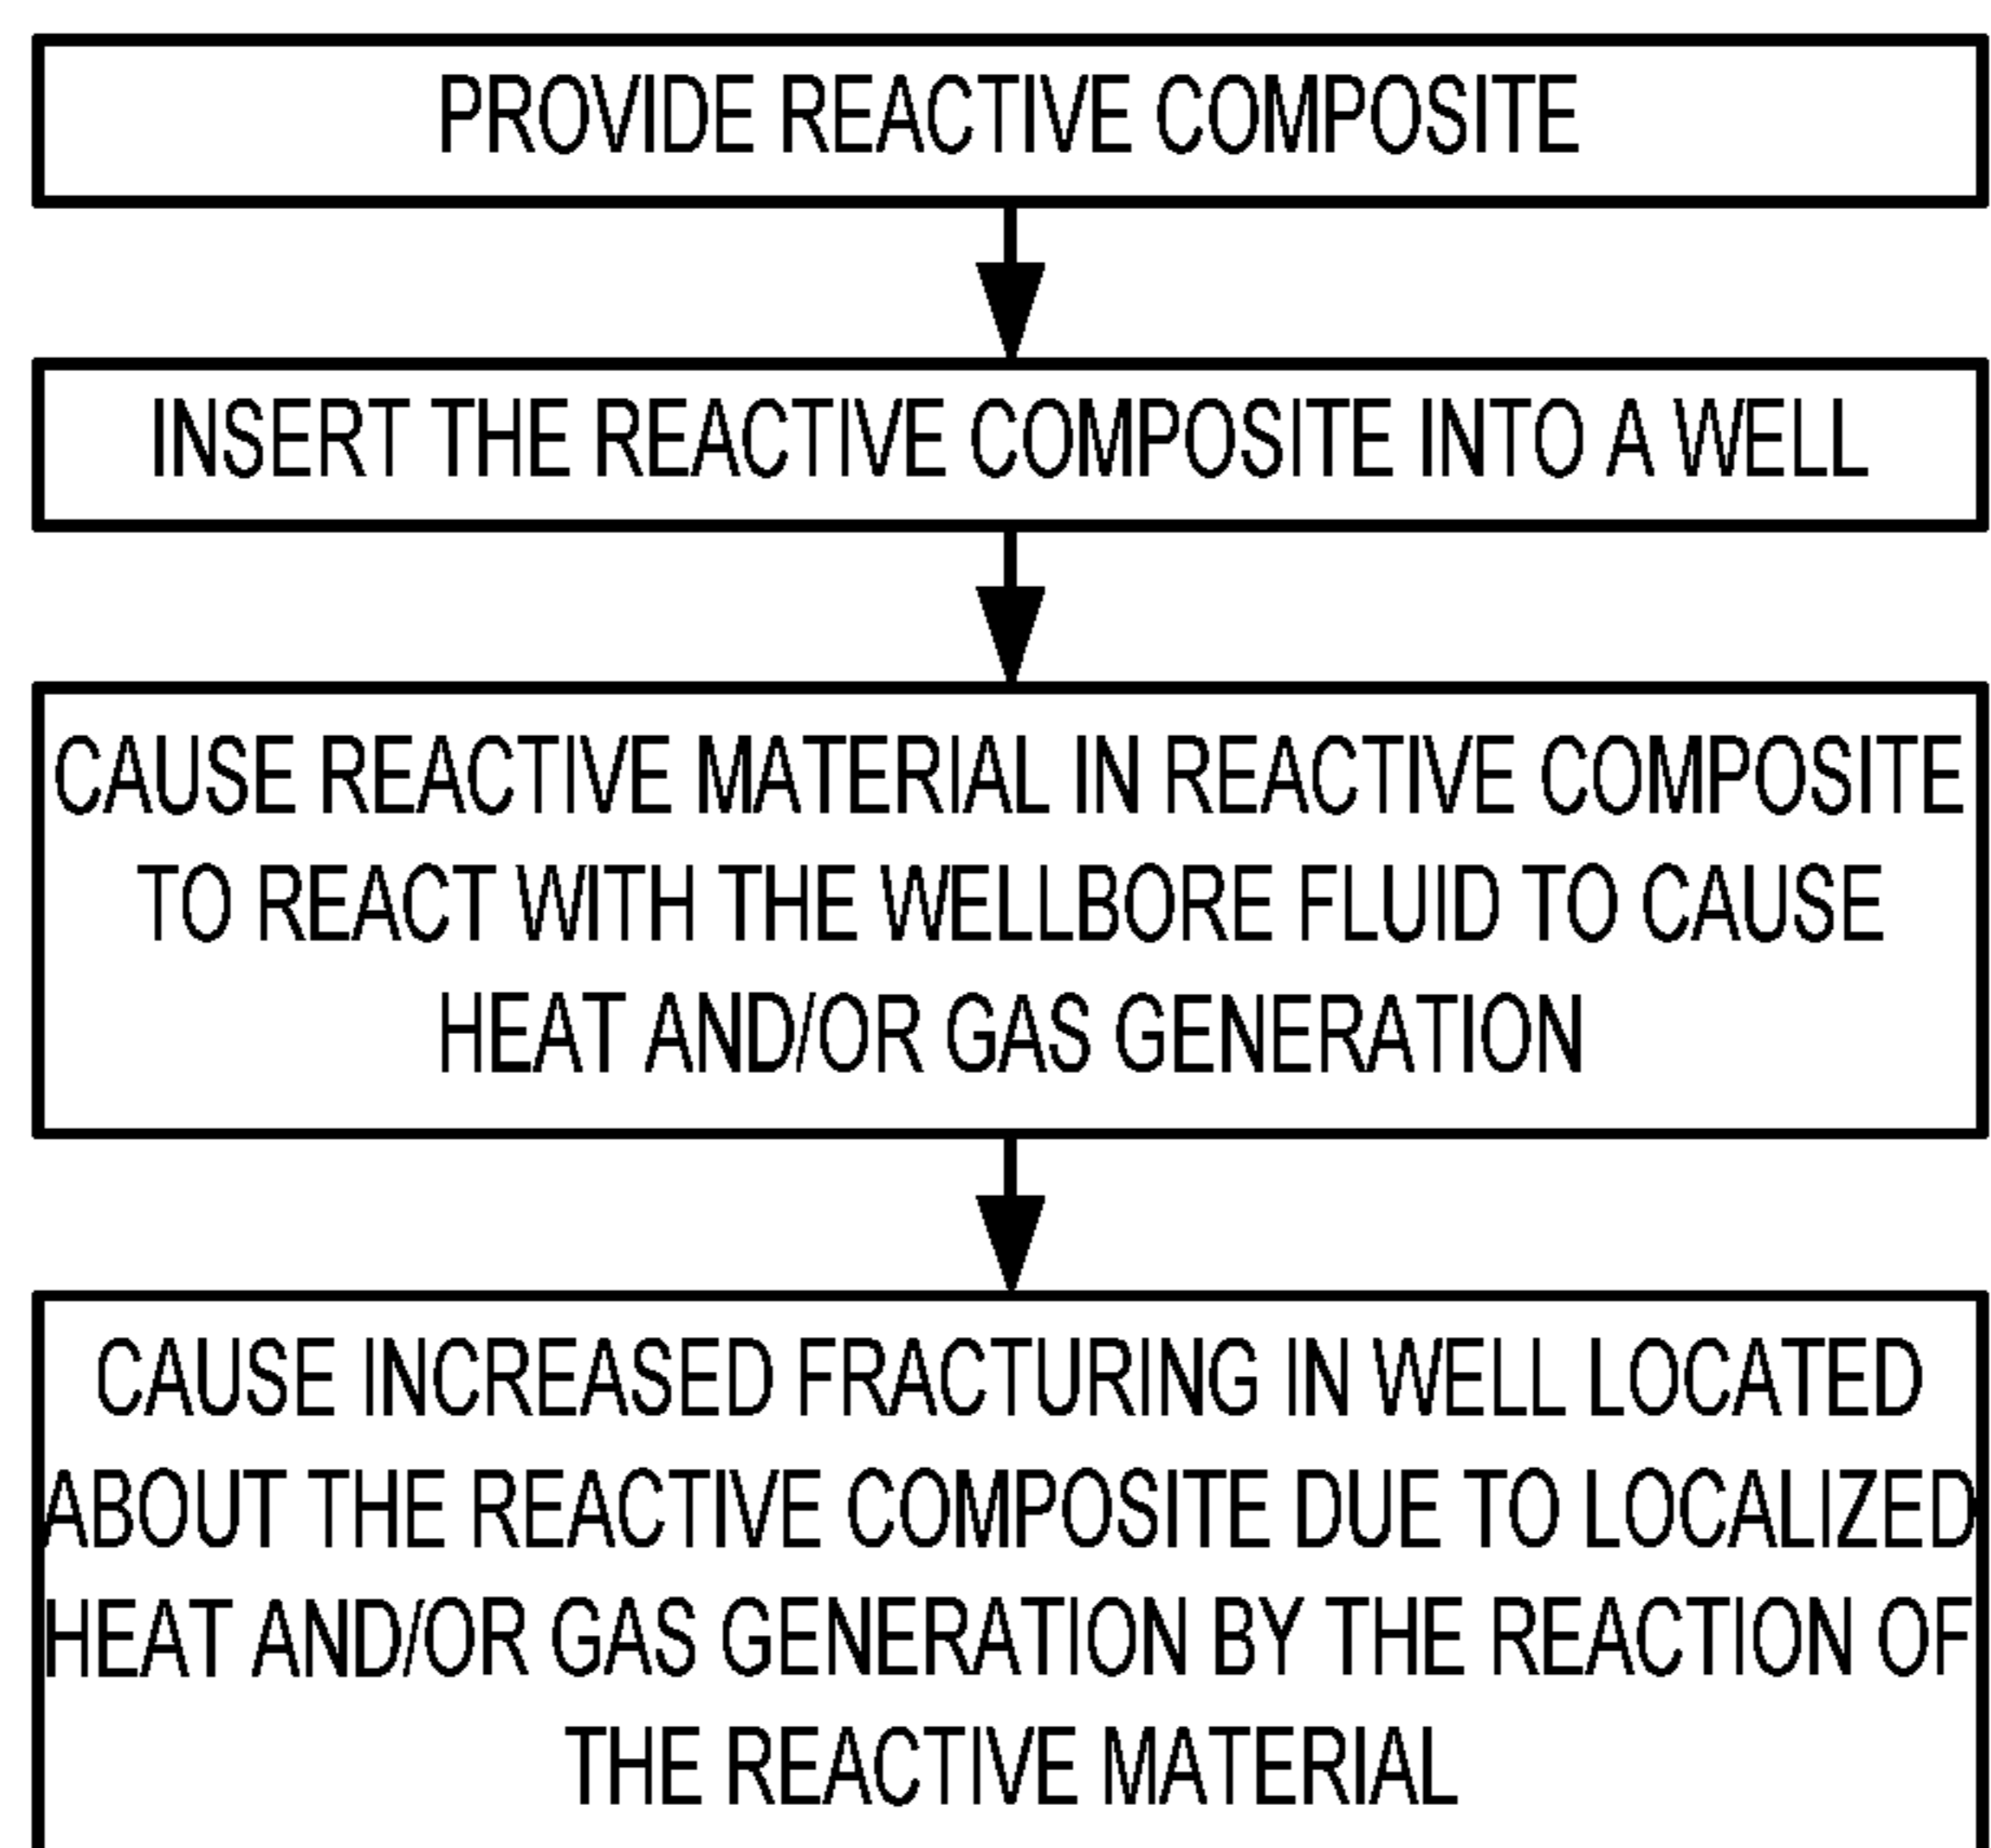 PROVIDE REACTIVE COMPOSITE
INSERT THE REACTIVE COMPOSITE INTO A WELL
CAUSE REACTIVE MATERIAL IN REACTIVE COMPOSITE
TO REACT WITH THE WELLBORE FLUID TO CAUSE
HEAT AND/OR GAS GENERATION
CAUSE INCREASED FRACTURING IN WELL LOCATED
ABOUT THE REACTIVE COMPOSITE DUE TO LOCALIZED
HEAT AND/OR GAS GENERATION BY THE REACTION OF
THE REACTIVE MATERIAL